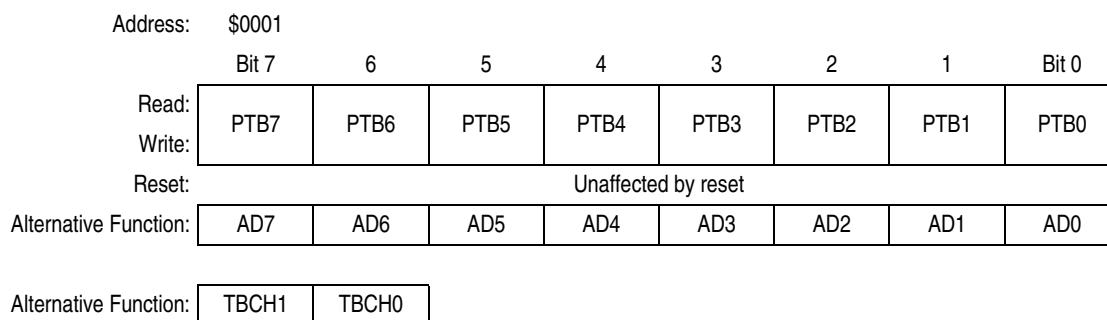 Address: $0001
Bit 7 6 5 4 3 2 1 Bit 0
Read:
PTB7 PTB6 PTB5 PTB4 PTB3 PTB2 PTB1 PTB0
Write:
Reset: Unaffected by reset
Alternative Function: AD7 AD6 AD5 AD4 AD3 AD2 AD1 AD0
Alternative Function: TBCH1 TBCH0